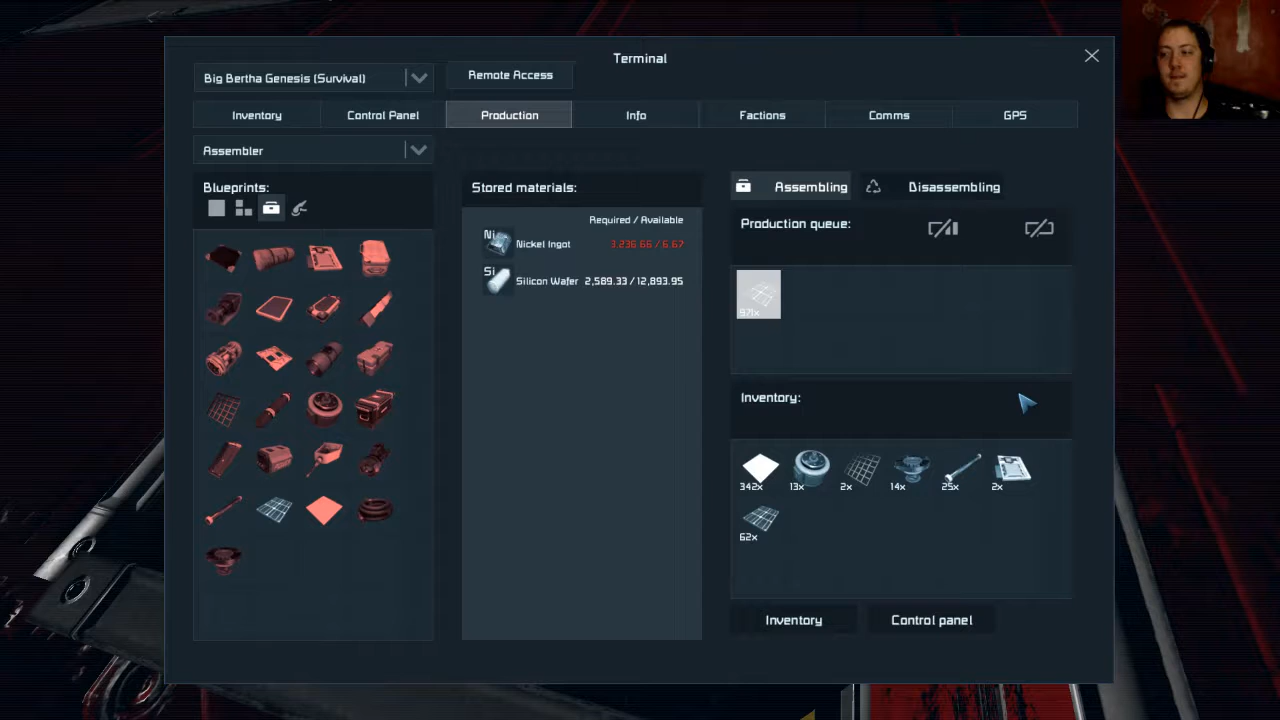 Terminal
Big Bertha Genesis (Survival)
Remote Access
Inventory
Control Panel
Production
Info
Factions
Comms
GPS
Assembler
Blueprints:
Stored materials:
Required / Available
Ni
Nickel Ingot
3,236.66 / 6.67
Si
Silicon Wafer
2,589.33 / 12,893.95
Assembling
Disassembling
Production queue:
971x
Inventory:
342x
13x
2x
14x
25x
2x
62x
Inventory
Control panel